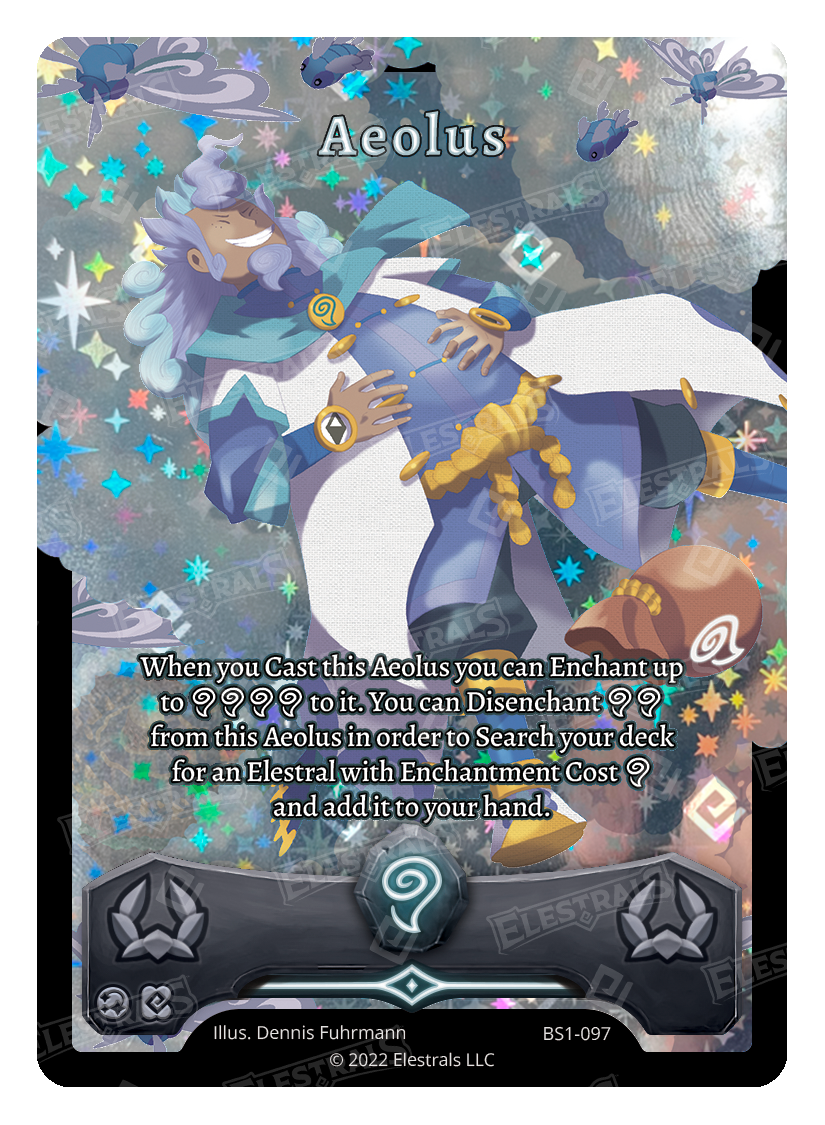 Aeolus
When you Cast this Aeolus you can Enchant up
to to it. You can Disenchant
from this Aeolus in order to Search your deck
for an Elestral with Enchantment Cost
and add it to your hand.
Illus. Dennis Fuhrmann
BS1-097
© 2022 Elestrals LLC
ELESTRALS